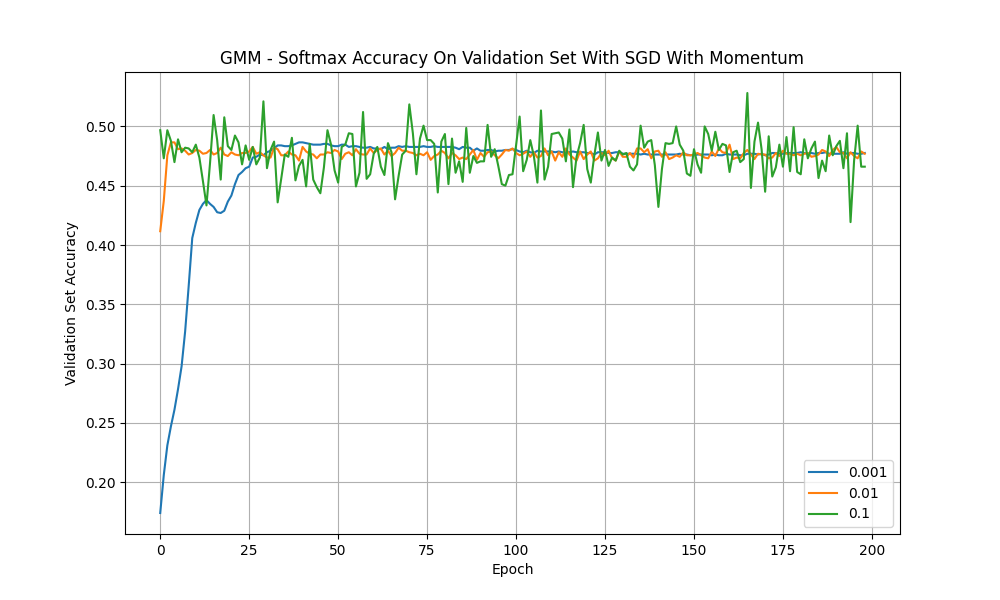 GMM - Softmax Accuracy On Validation Set With SGD With Momentum
Validation Set Accuracy
0.50
0.45
0.40
0.35
0.30
0.25
0.20
0 25 50 75 100 125 150 175 200
Epoch
0.001
0.01
0.1